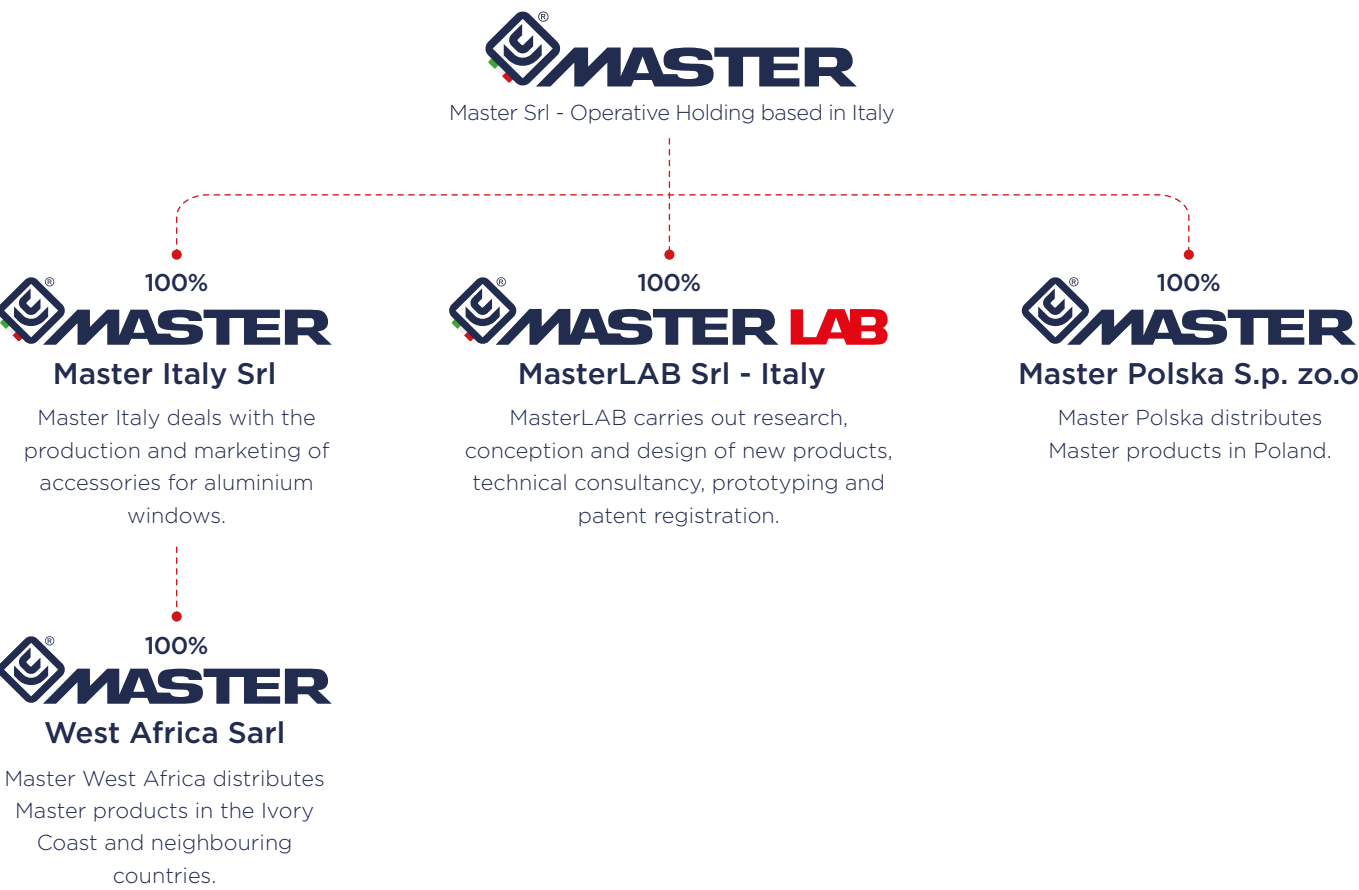 MASTER
Master Srl - Operative Holding based in Italy
100%
MASTER
Master Italy Srl
Master Italy deals with the
production and marketing of
accessories for aluminium
windows.
100%
MASTER LAB
MasterLAB Srl - Italy
MasterLAB carries out research,
conception and design of new products,
technical consultancy, prototyping and
patent registration.
100%
MASTER
Master Polska S.p. zo.o
Master Polska distributes
Master products in Poland.
100%
MASTER
West Africa Sarl
Master West Africa distributes
Master products in the Ivory
Coast and neighbouring
countries.